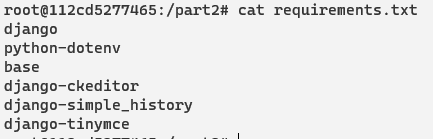 root@112cd5277465:/part2# cat requirements.txt
django
python-dotenv
base
django-ckeditor
django-simple_history
django-tinymce